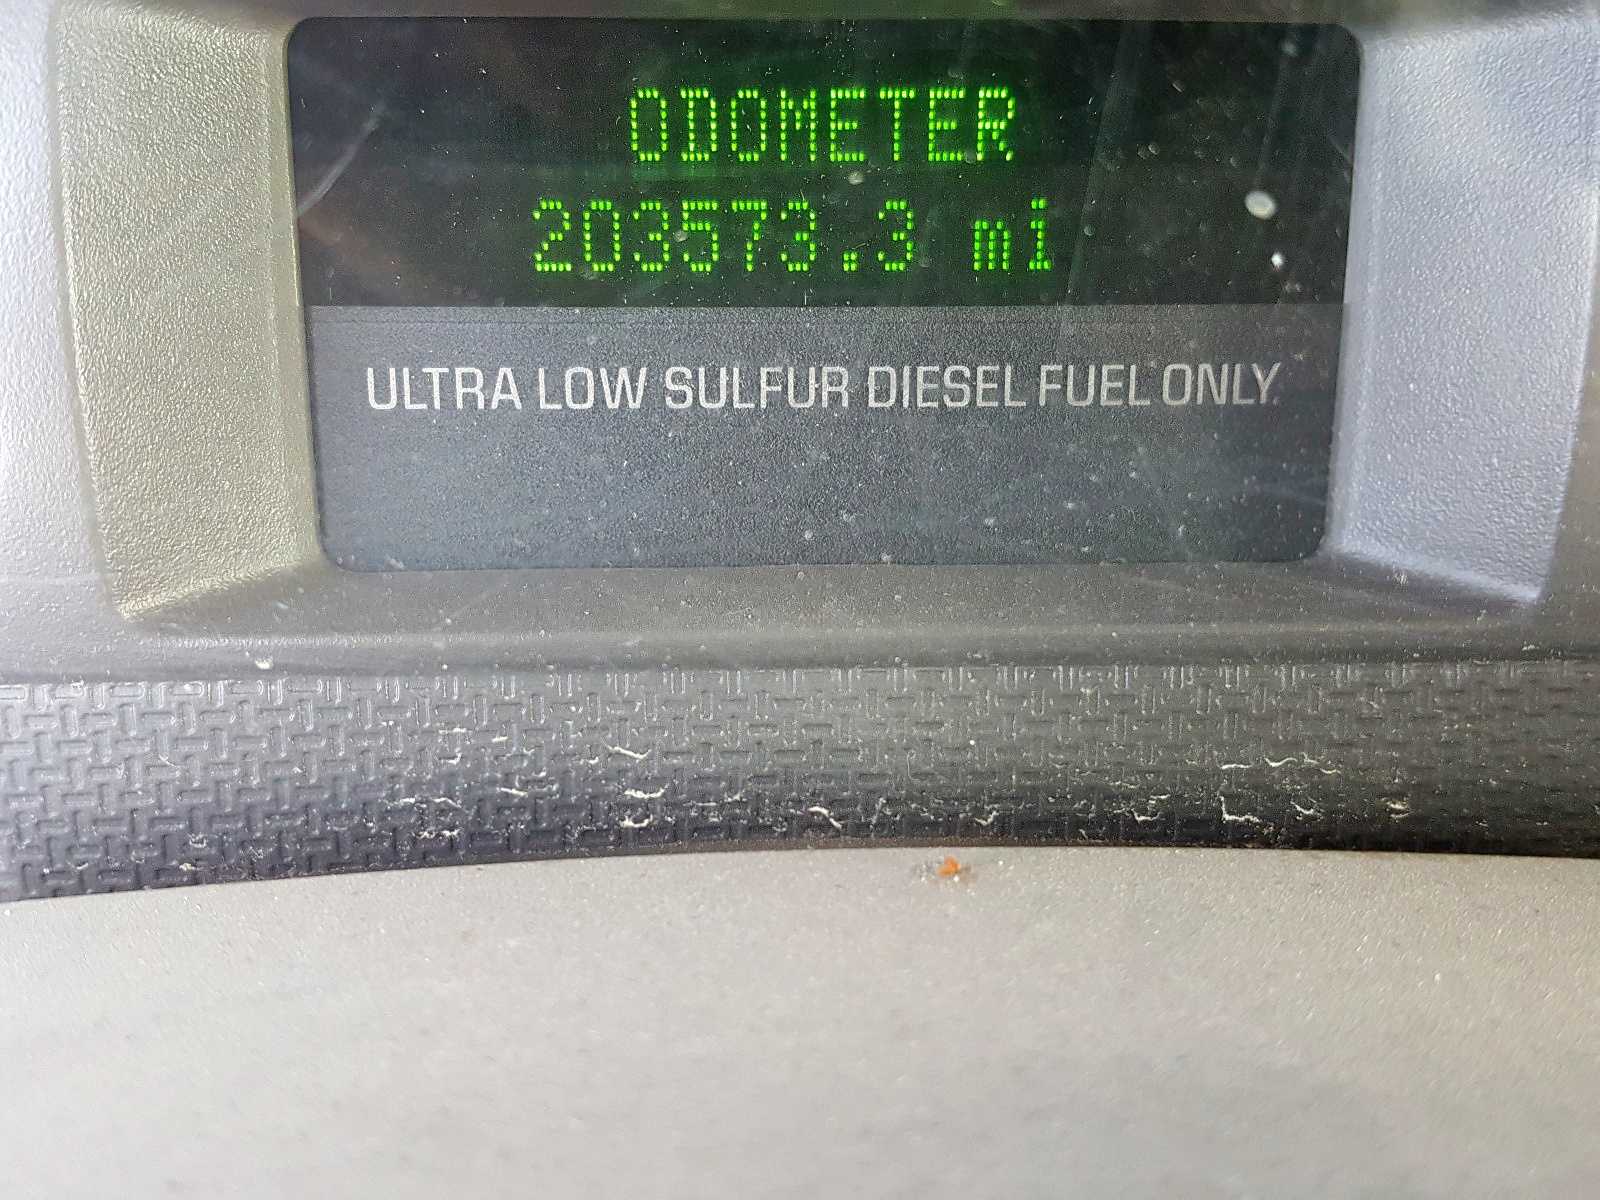 ODOMETER
203573.3 mi
ULTRA LOW SULFUR DIESEL FUEL ONLY.